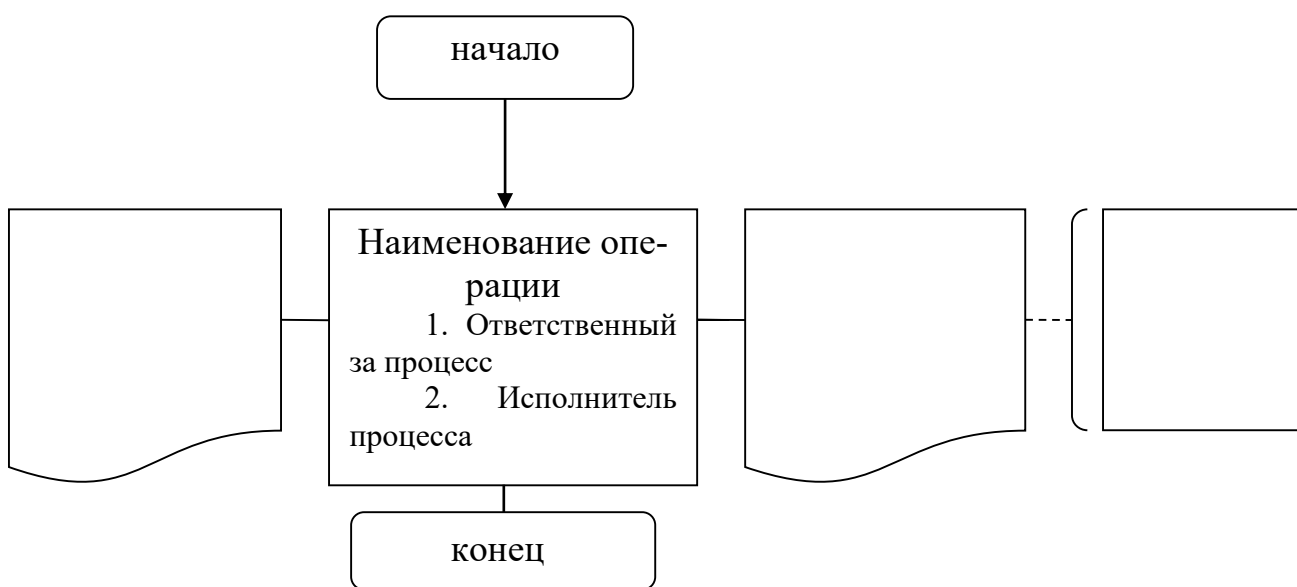 начало
Наименование опе-
рации
1. Ответственный
за процесс
2. Исполнитель
процесса
конец